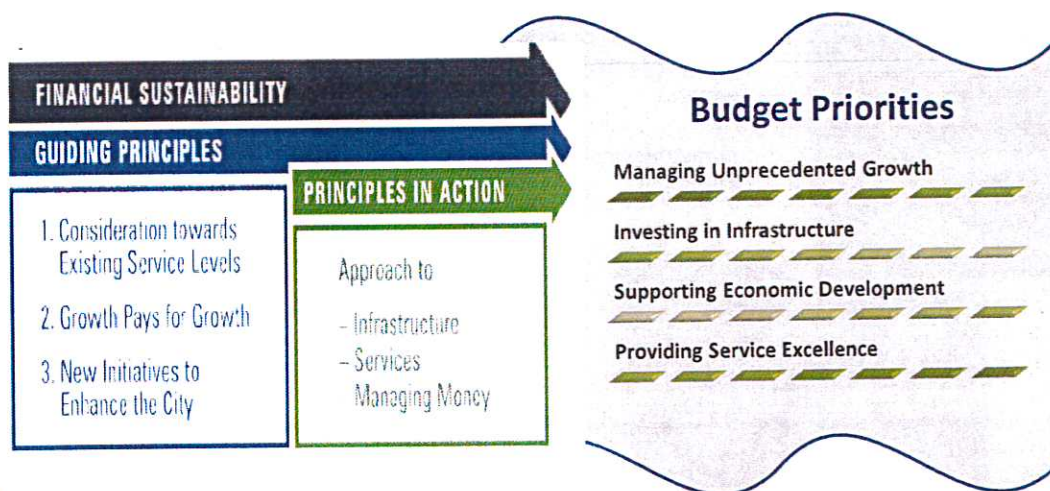 FINANCIAL SUSTAINABILITY
GUIDING PRINCIPLES
1. Consideration towards
Existing Service Levels
2. Growth Pays for Growth
3. New Initiatives to
Enhance the City
PRINCIPLES IN ACTION
Approach to
– Infrastructure
– Services
Managing Money
Budget Priorities
Managing Unprecedented Growth
Investing in Infrastructure
Supporting Economic Development
Providing Service Excellence